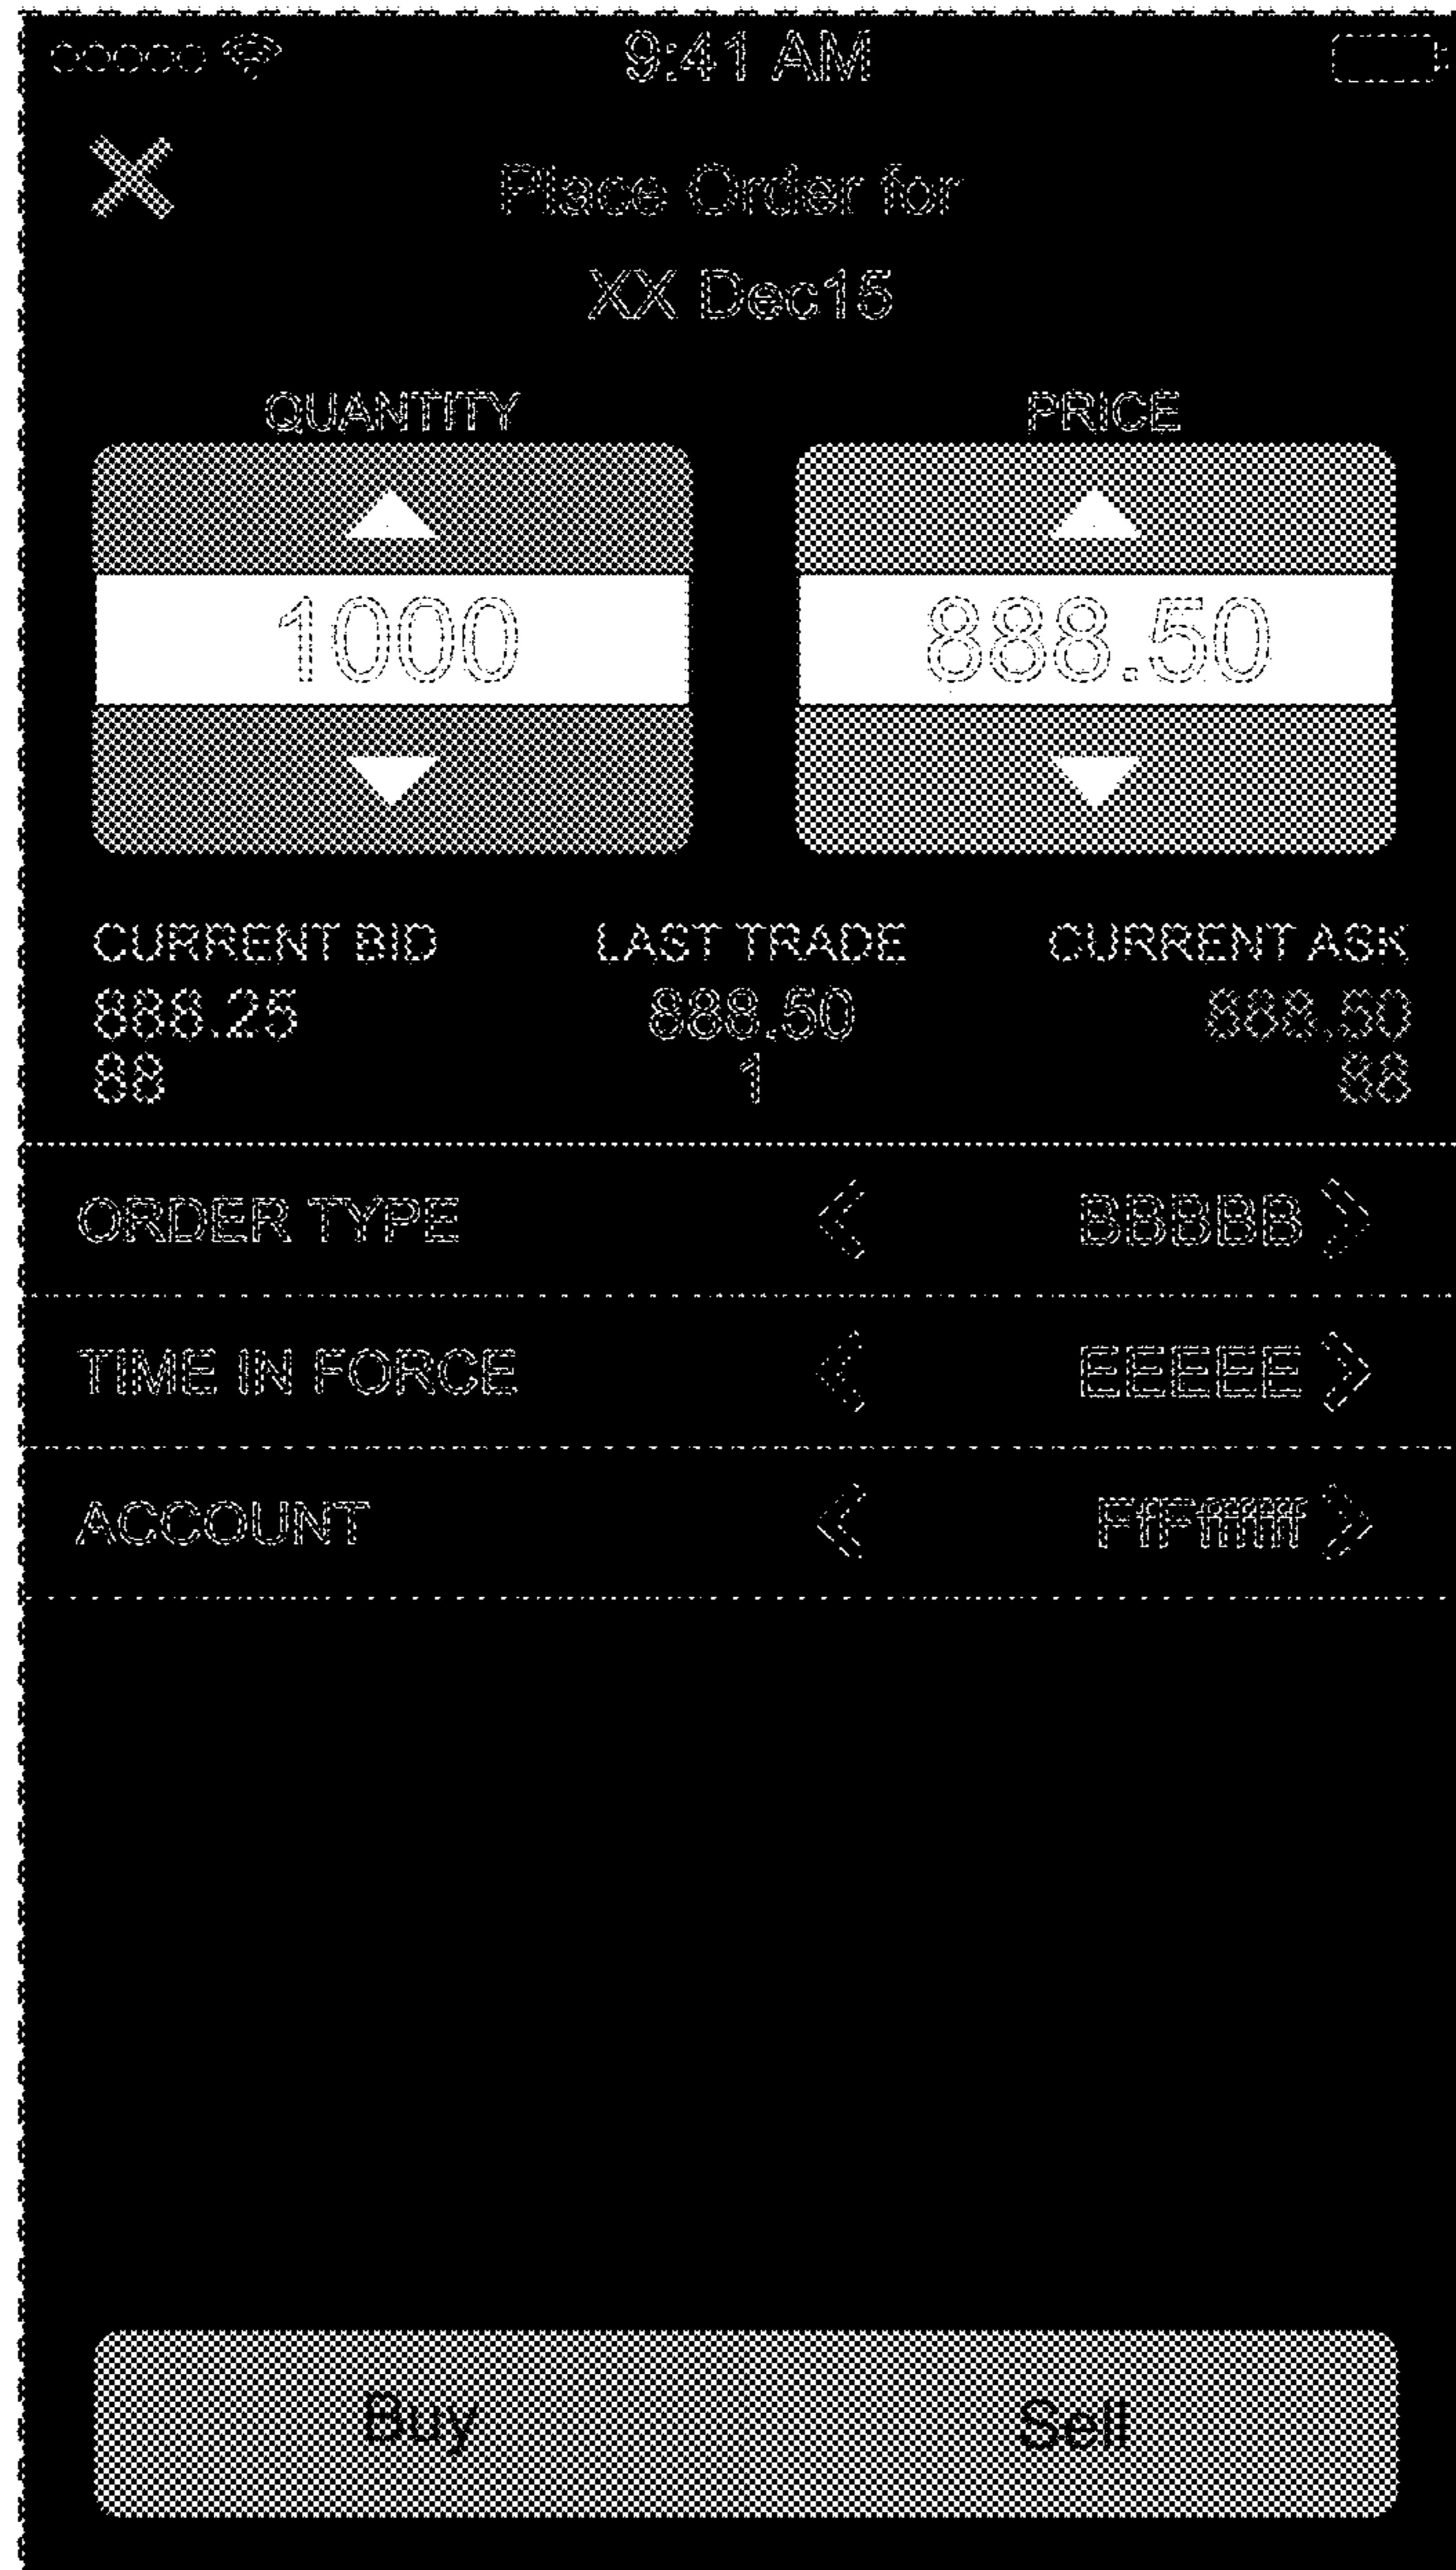 9:41 AM
Place Order for
XX Dec15
QUANTITY PRICE
1000 888.50
CURRENT BID LAST TRADE CURRENT ASK
888.25 888.50 888.50
88 1 88
ORDER TYPE < BBBBB >
TIME IN FORCE < EEEEE >
ACCOUNT <
Buy Sell